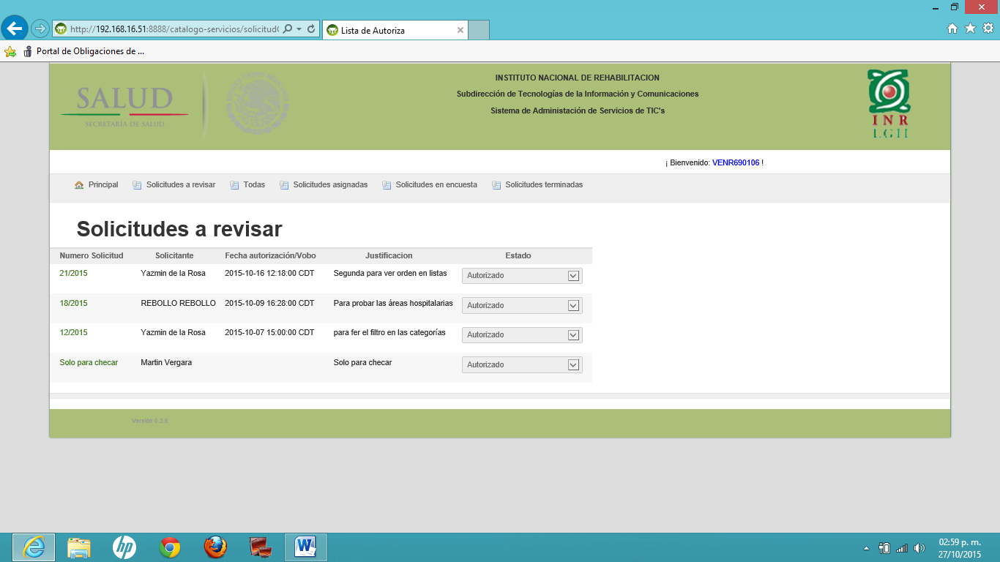 http://192.168.16.51:8888/catalogo-servicios/solicitud
Lista de Autoriza
Portal de Obligaciones de ...
SALUD
SECRETARÍA DE SALUD
INSTITUTO NACIONAL DE REHABILITACION
Subdirección de Tecnologías de la Información y Comunicaciones
Sistema de Administación de Servicios de TIC's
INR
¡ Bienvenido: VENR690106 !
Principal Solicitudes a revisar Todas Solicitudes asignadas Solicitudes en encuesta Solicitudes terminadas
Solicitudes a revisar
Numero Solicitud Solicitante Fecha autorización/Vobo Justificacion Estado
21/2015 Yazmin de la Rosa 2015-10-16 12:18:00 CDT Segunda para ver orden en listas Autorizado
18/2015 REBOLLO REBOLLO 2015-10-09 16:28:00 CDT Para probar las áreas hospitalarias Autorizado
12/2015 Yazmin de la Rosa 2015-10-07 15:00:00 CDT para fer el filtro en las categorías Autorizado
Solo para checar Martin Vergara Solo para checar Autorizado
hp
02:59 p. m.
27/10/2015